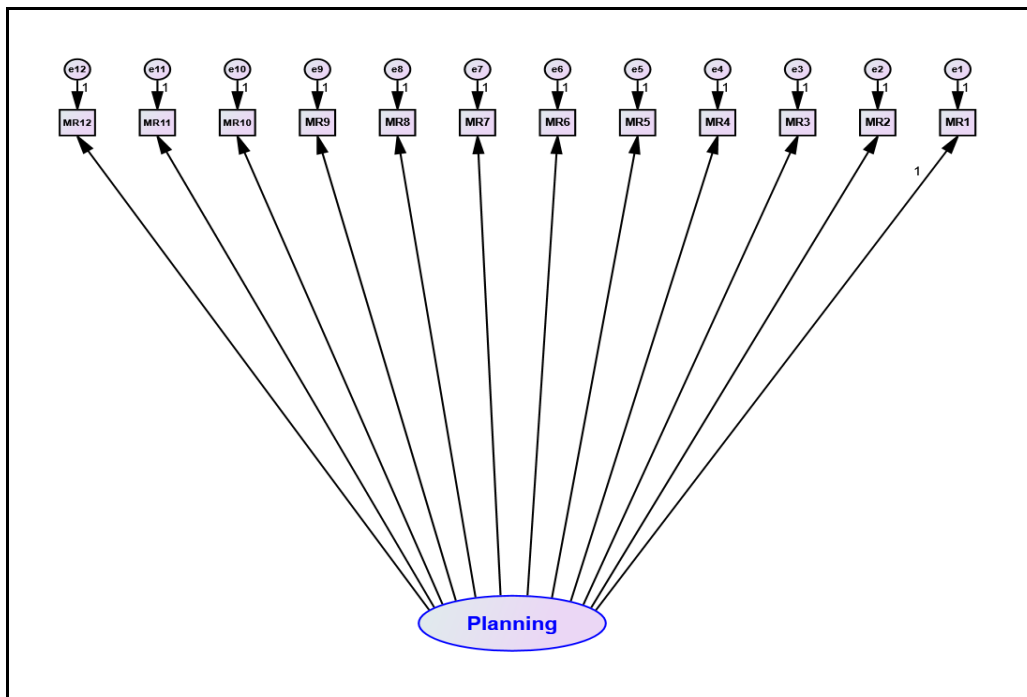 e12 e11 e10 e9 e8 e7 e6 e5 e4 e3 e2 e1
1 1 1 1 1 1 1 1 1 1 1 1
MR12 MR11 MR10 MR9 MR8 MR7 MR6 MR5 MR4 MR3 MR2 MR1
1
Planning